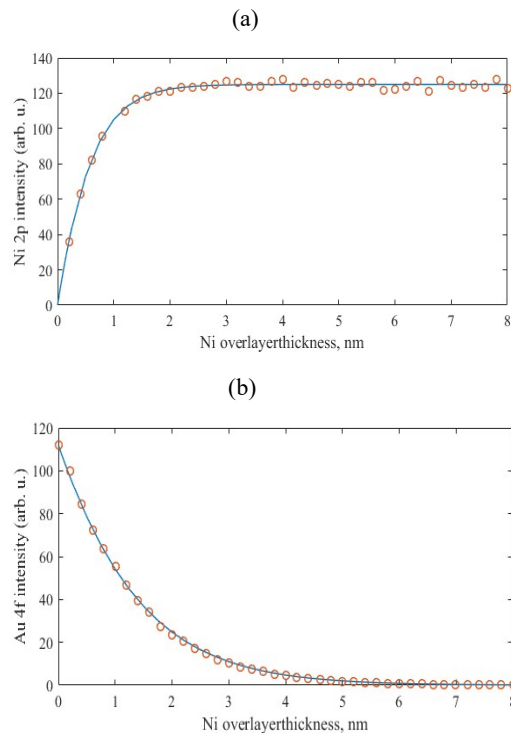 (a)
140
120
100
80
60
40
20
0
Ni 2p intensity (arb. u.)
0 1 2 3 4 5 6 7 8
Ni overlayerthickness, nm
(b)
120
100
80
60
40
20
0
Au 4f intensity (arb. u.)
0 1 2 3 4 5 6 7 8
Ni overlayerthickness, nm